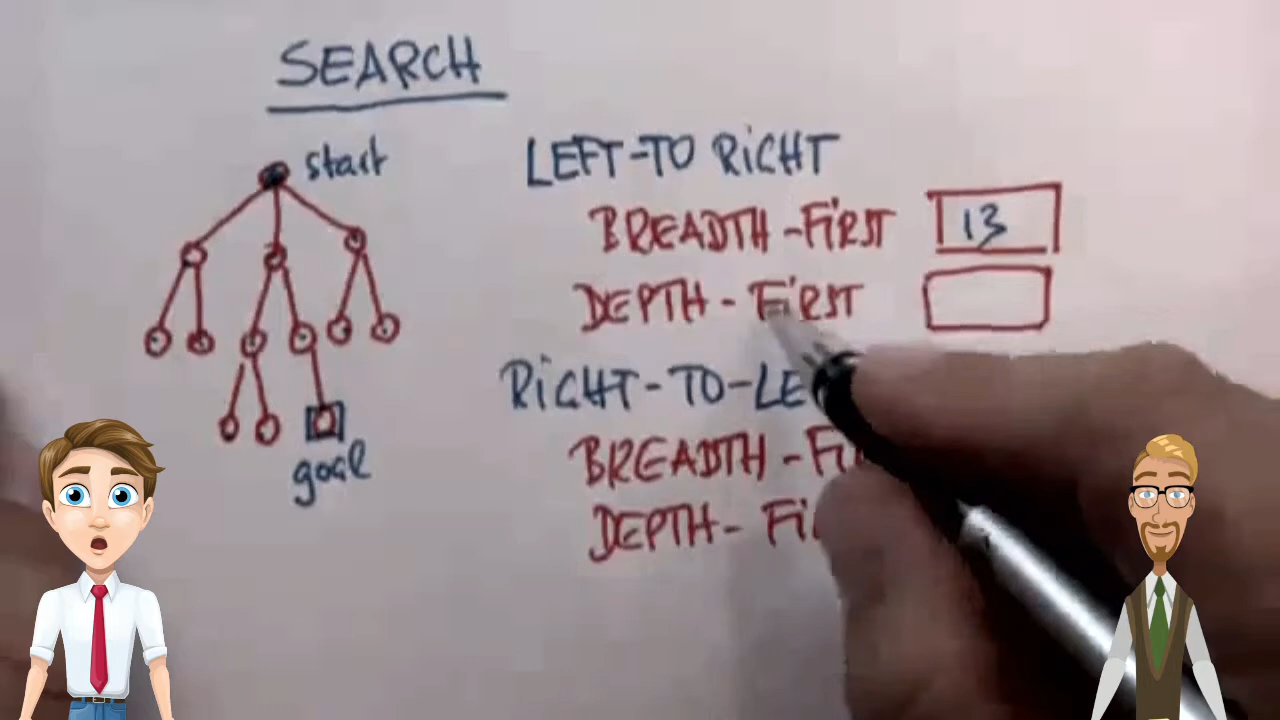 SEARCH
start
LEFT-TO RIGHT
BREADTH-FIRST 13
DEPTH-FIRST
RIGHT-TO-LE
BREADTH-Fi
DEPTH- Fi
goal